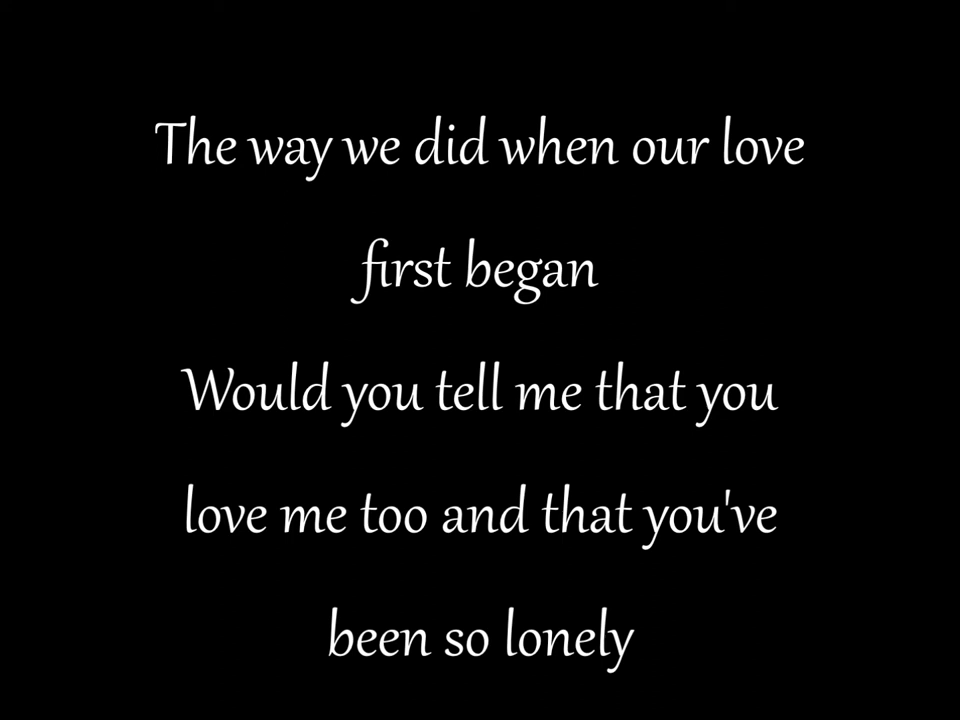 The way we did when our love
first began
Would you tell me that you
love me too and that you've
been so lonely